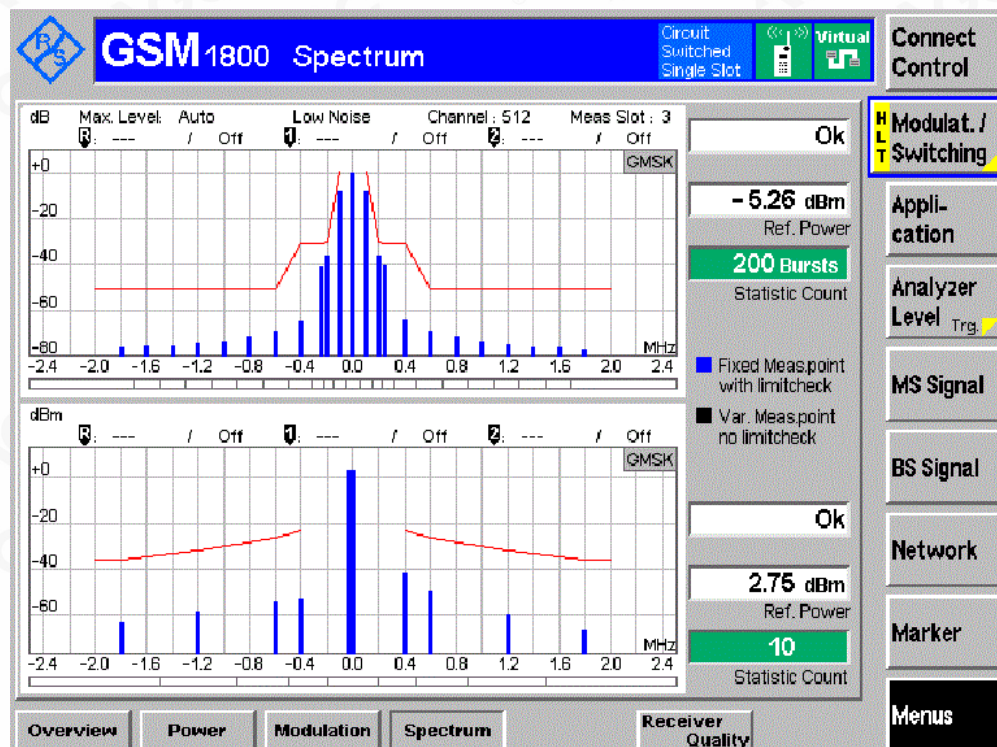 R/S
GSM 1800 Spectrum
Circuit
Switched
Single Slot
Virtual
Connect
Control
dB Max. Level: Auto Low Noise Channel : 512 Meas Slot : 3
R : --- / Off 1 : --- / Off 2 : --- / Off
GMSK
+0
-20
-40
-60
-80
MHz
-2.4 -2.0 -1.6 -1.2 -0.8 -0.4 0.0 0.4 0.8 1.2 1.6 2.0 2.4
Ok
-5.26 dBm
Ref. Power
200 Bursts
Statistic Count
Fixed Meas.point
with limitcheck
Var. Meas.point
no limitcheck
dBm
R : --- / Off 1 : --- / Off 2 : --- / Off
GMSK
+0
-20
-40
-60
MHz
-2.4 -2.0 -1.6 -1.2 -0.8 -0.4 0.0 0.4 0.8 1.2 1.6 2.0 2.4
Ok
2.75 dBm
Ref. Power
10
Statistic Count
HLT
Modulat. /
Switching
Appli-
cation
Analyzer
Level Trg.
MS Signal
BS Signal
Network
Marker
Menus
Overview Power Modulation Spectrum Receiver
Quality